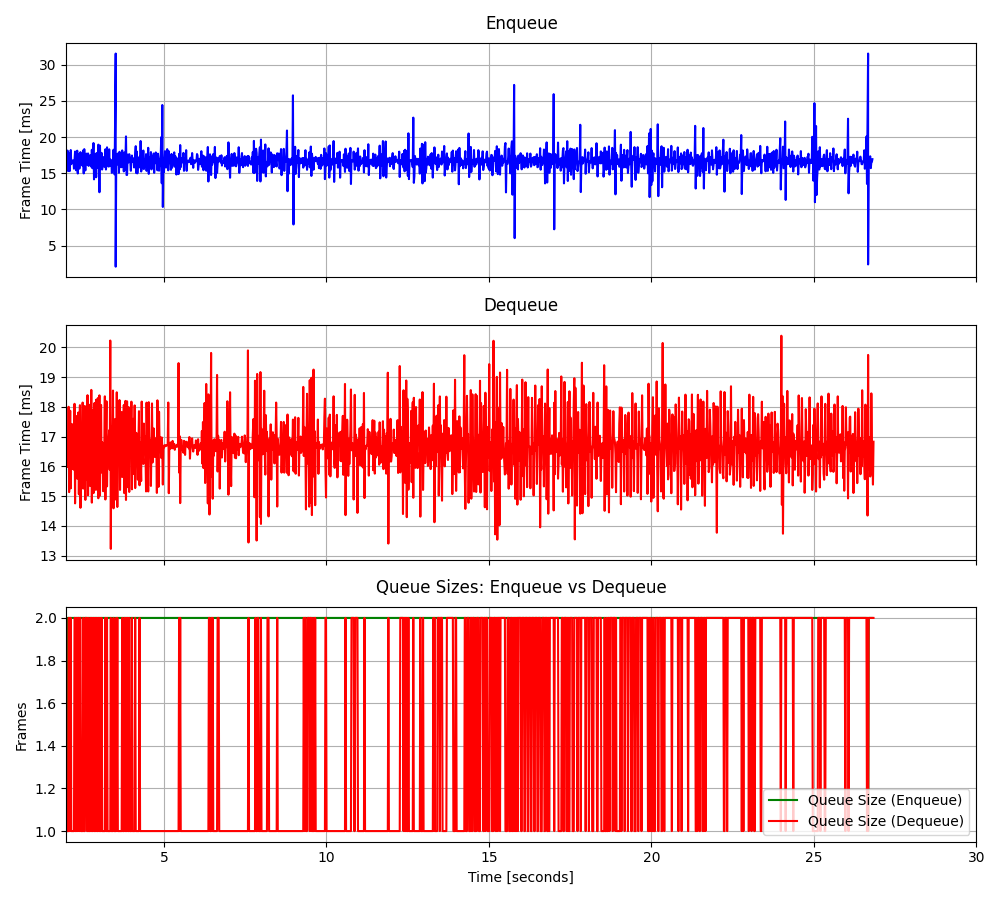 Enqueue
Frame Time [ms]
30
25
20
15
10
5
Dequeue
Frame Time [ms]
20
19
18
17
16
15
14
13
Queue Sizes: Enqueue vs Dequeue
Frames
2.0
1.8
1.6
1.4
1.2
1.0
Queue Size (Enqueue)
Queue Size (Dequeue)
5 10 15 20 25 30
Time [seconds]